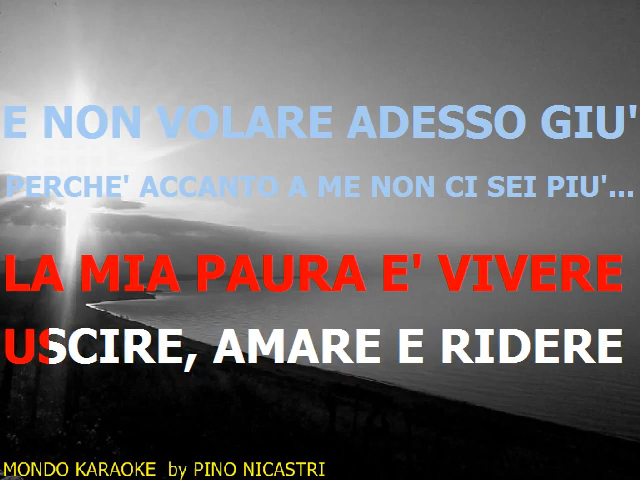 E NON VOLARE ADESSO GIU'
PERCHE' ACCANTO A ME NON CI SEI PIU'...
LA MIA PAURA E' VIVERE
USCIRE, AMARE E RIDERE
MONDO KARAOKE by PINO NICASTRI